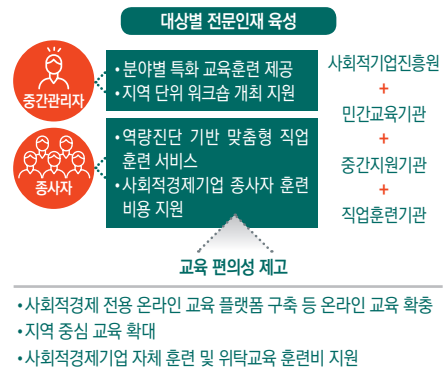 대상별 전문인재 육성
중간관리자
•분야별 특화 교육훈련 제공
•지역 단위 워크숍 개최 지원
종사자
•역량진단 기반 맞춤형 직업
훈련 서비스
•사회적경제기업 종사자 훈련
비용 지원
사회적기업진흥원
+
민간교육기관
+
중간지원기관
+
직업훈련기관
교육 편의성 제고
•사회적경제 전용 온라인 교육 플랫폼 구축 등 온라인 교육 확충
•지역 중심 교육 확대
•사회적경제기업 자체 훈련 및 위탁교육 훈련비 지원